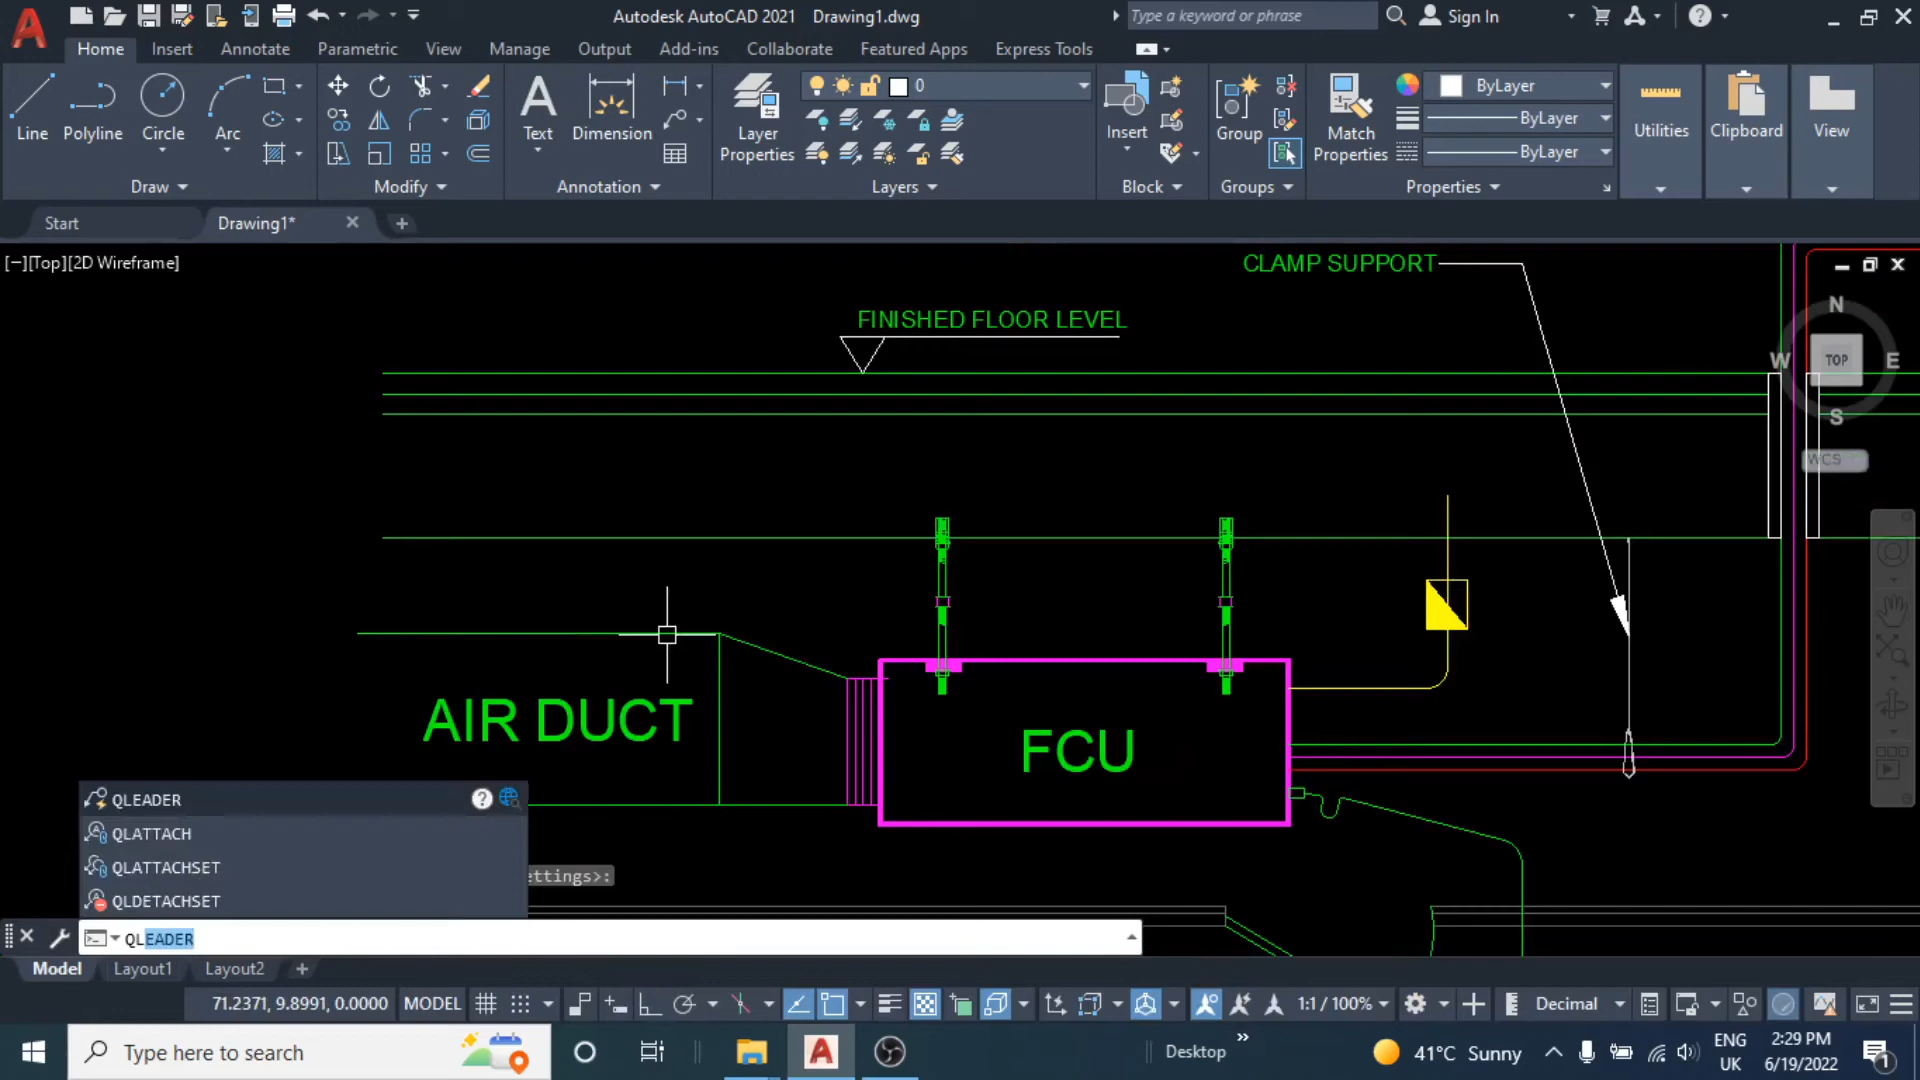 Autodesk AutoCAD 2021 Drawing1.dwg
Type a keyword or phrase
Sign In
Home Insert Annotate Parametric View Manage Output Add-ins Collaborate Featured Apps Express Tools
Line Polyline Circle Arc
Text Dimension
Layer Properties
0
Insert
Group
Match Properties
ByLayer
ByLayer
ByLayer
Utilities
Clipboard
View
Draw Modify Annotation Layers Block Groups Properties
Start Drawing1*
[−][Top][2D Wireframe]
CLAMP SUPPORT
FINISHED FLOOR LEVEL
N
W TOP E
S
WCS
AIR DUCT
FCU
QLEADER
QLATTACH
QLATTACHSET
QLDETACHSET
ettings>:
QLEADER
Model Layout1 Layout2
71.2371, 9.8991, 0.0000 MODEL 1:1 / 100% Decimal
Type here to search
Desktop
41°C Sunny
ENG
UK
2:29 PM
6/19/2022
1